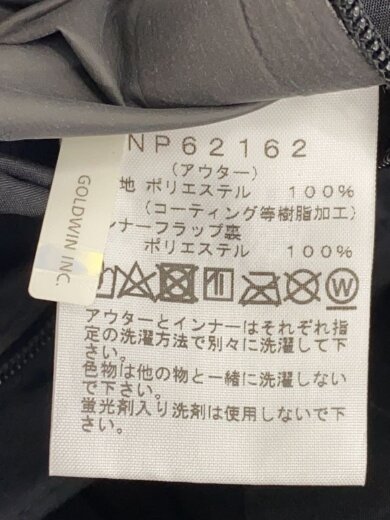 NP62162
(アウター)
地 ポリエステル 100%
(コーティング等樹脂加工)
ンナーフラップ裏
ポリエステル 100%
W
アウターとインナーはそれぞれ指
定の洗濯方法で別々に洗濯して下
さい。
色物は他の物と一緒に洗濯しない
で下さい。
蛍光剤入り洗剤は使用しないで下
さい。
GOLDWIN INC